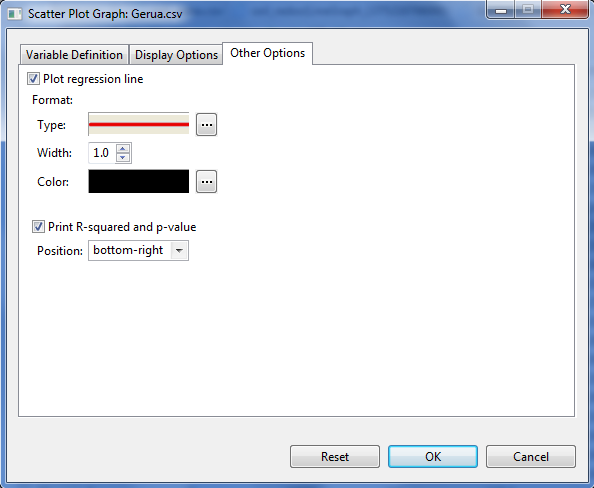 Scatter Plot Graph: Gerua.csv
Variable Definition Display Options Other Options
Plot regression line
Format:
Type: ...
Width: 1.0
Color: ...
Print R-squared and p-value
Position: bottom-right
Reset OK Cancel